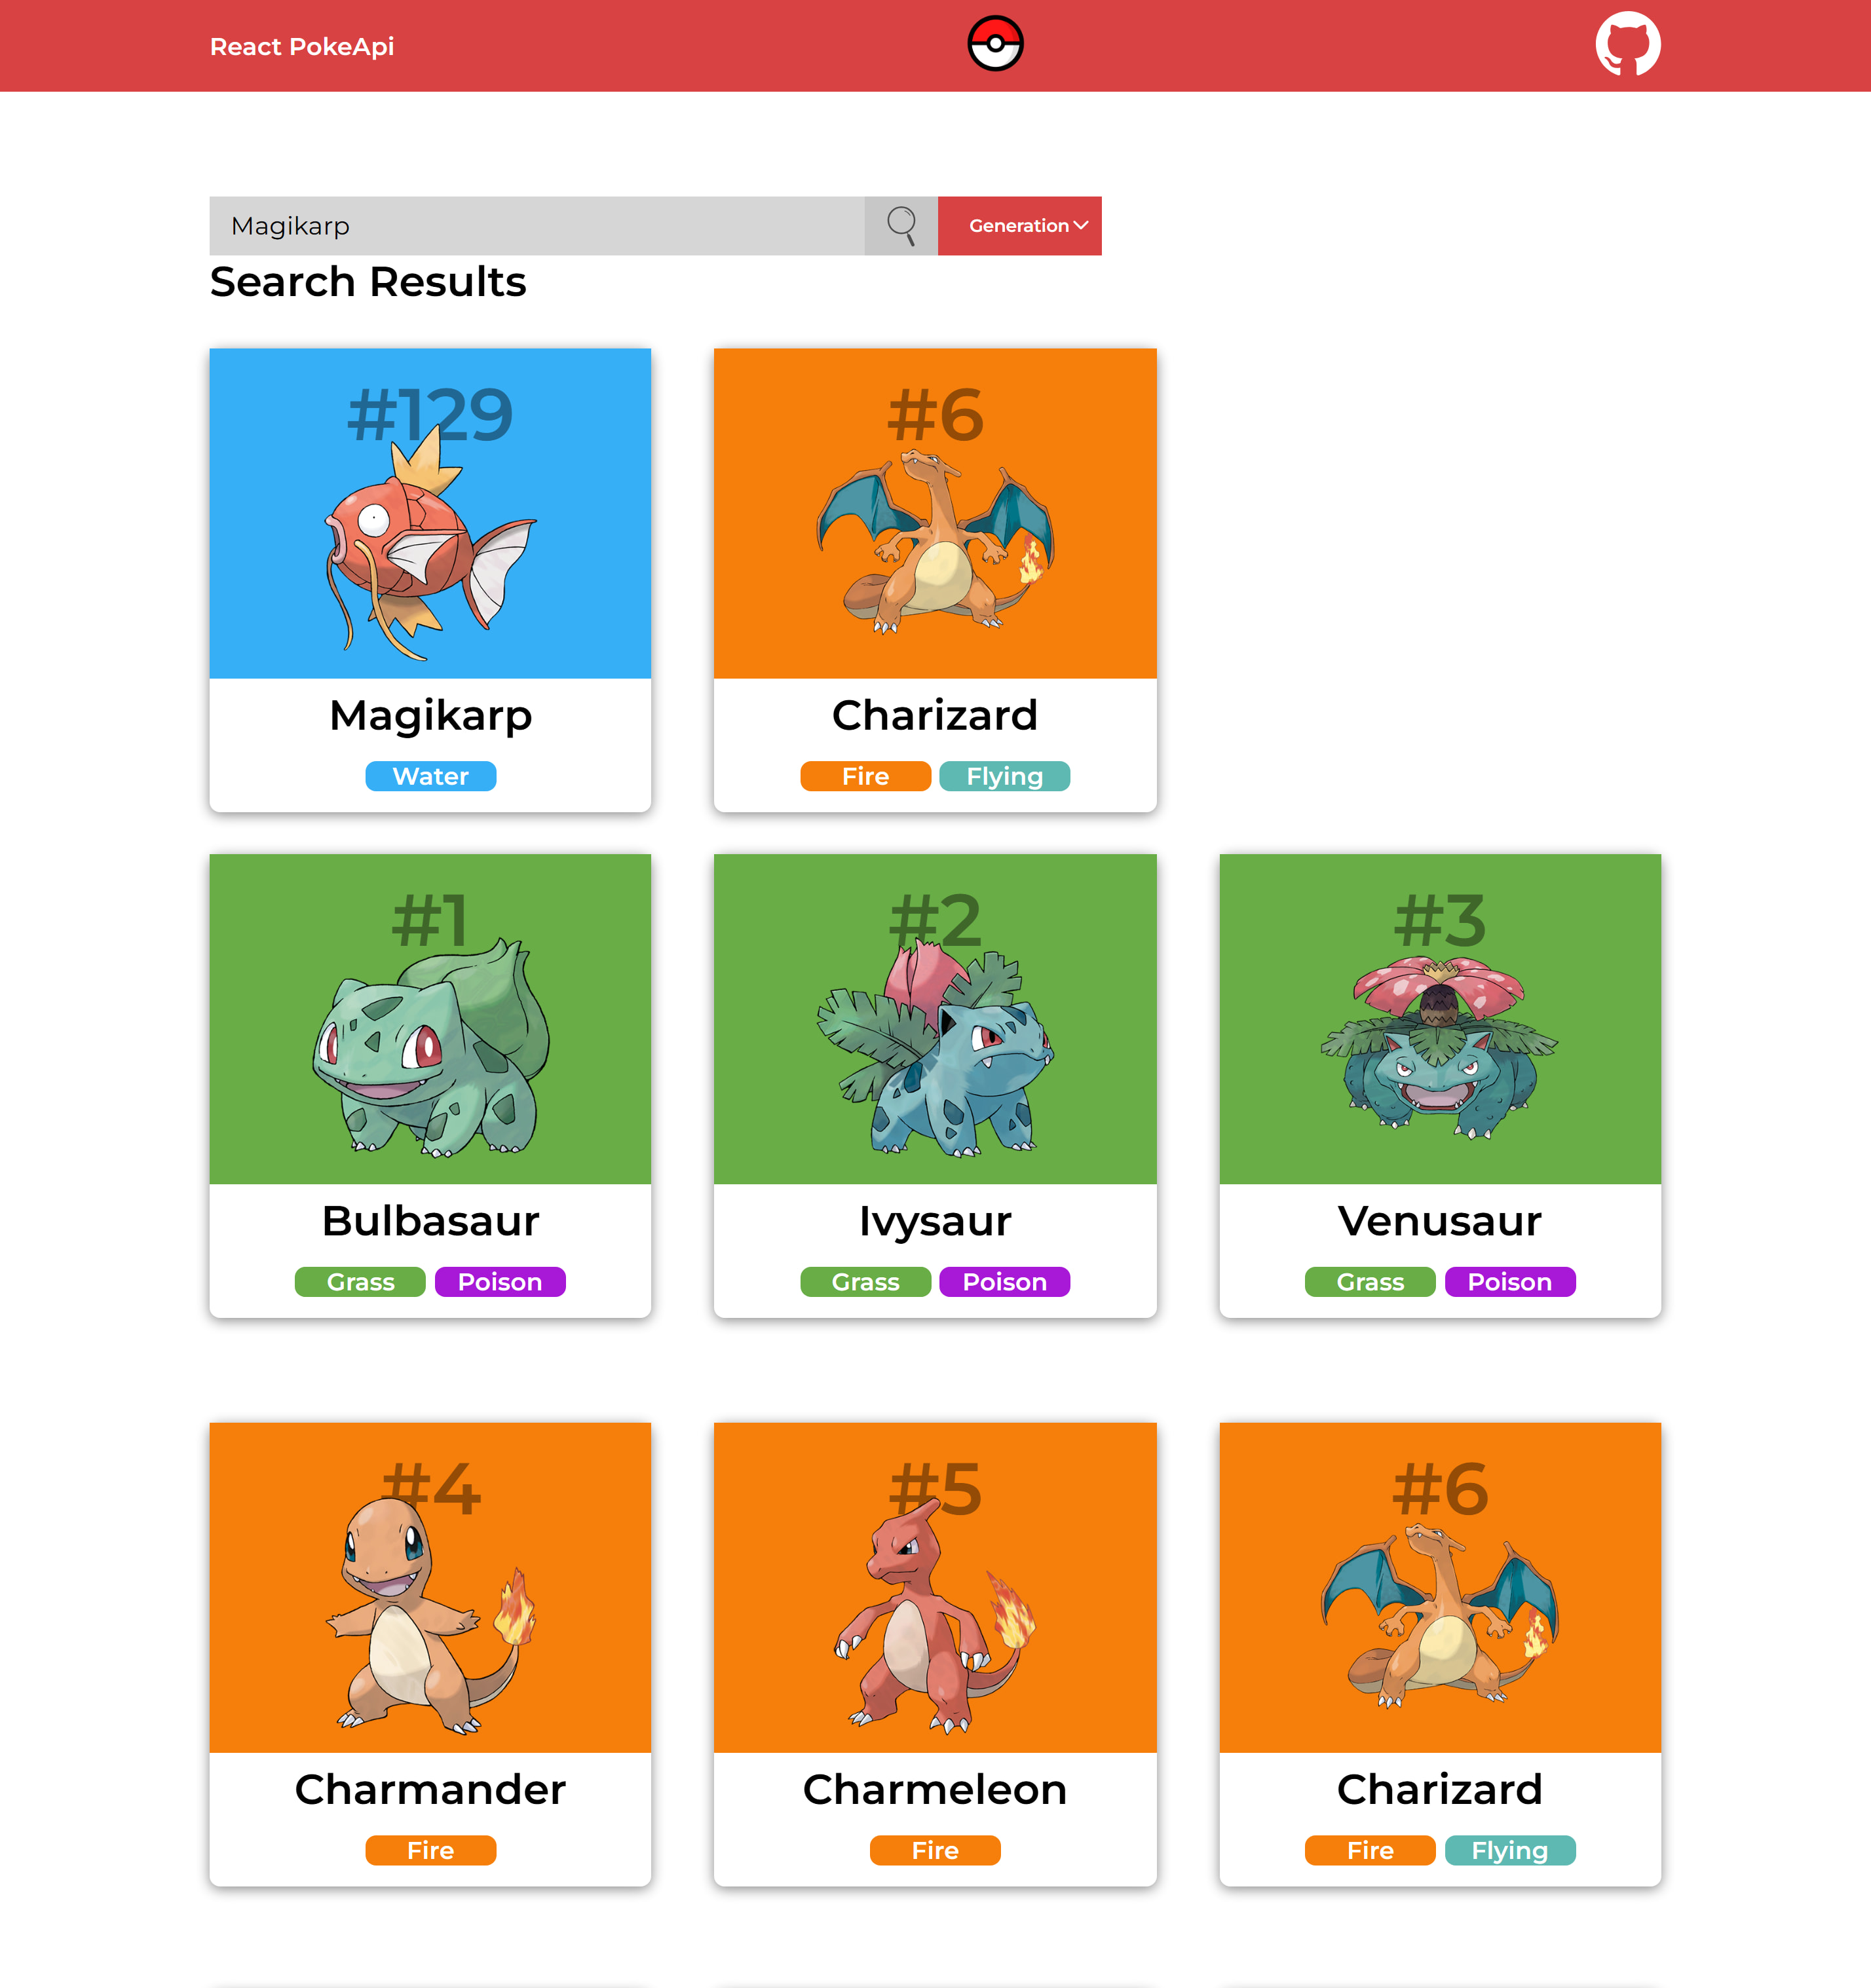 React PokeApi
Magikarp
Generation
Search Results
#129
Magikarp
Water
#6
Charizard
Fire Flying
#1
Bulbasaur
Grass Poison
#2
Ivysaur
Grass Poison
#3
Venusaur
Grass Poison
#4
Charmander
Fire
#5
Charmeleon
Fire
#6
Charizard
Fire Flying